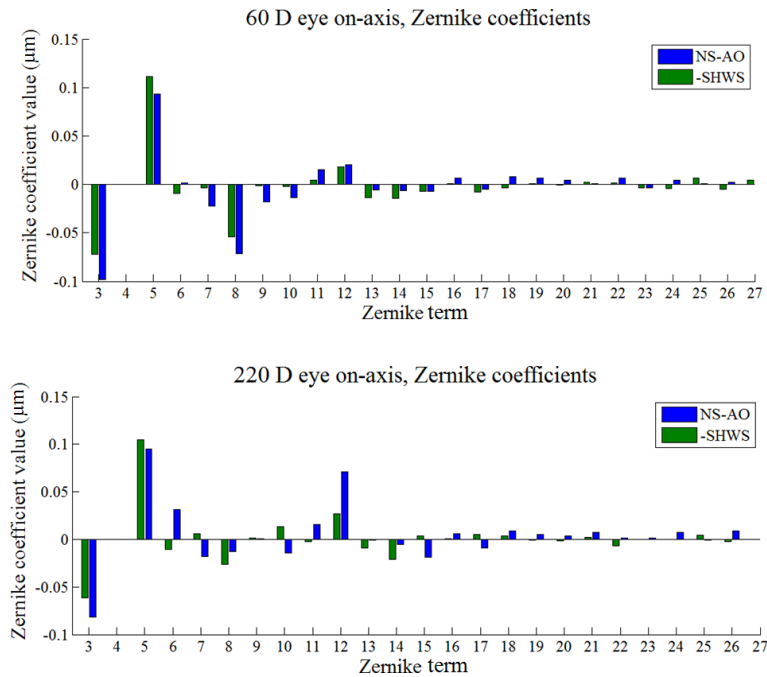 60 D eye on-axis, Zernike coefficients
Zernike coefficient value (µm)
0.15
0.1
0.05
0
-0.05
-0.1
NS-AO
-SHWS
3 4 5 6 7 8 9 10 11 12 13 14 15 16 17 18 19 20 21 22 23 24 25 26 27
Zernike term
220 D eye on-axis, Zernike coefficients
Zernike coefficient value (µm)
0.15
0.1
0.05
0
-0.05
-0.1
NS-AO
-SHWS
3 4 5 6 7 8 9 10 11 12 13 14 15 16 17 18 19 20 21 22 23 24 25 26 27
Zernike term